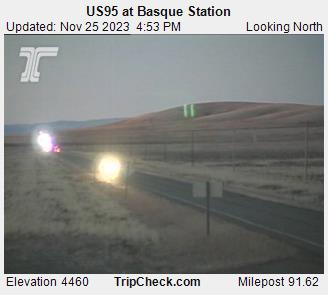 US95 at Basque Station
Updated: Nov 25 2023 4:53 PM Looking North
Elevation 4460 TripCheck.com Milepost 91.62